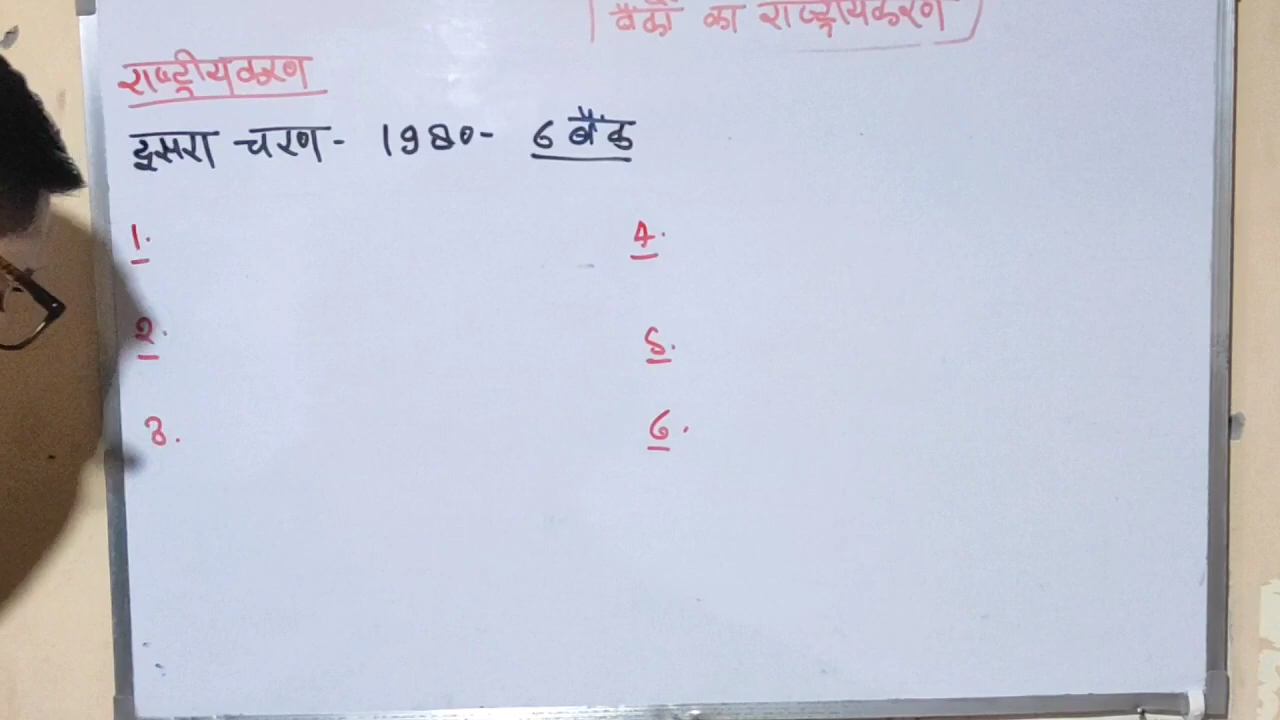 बैंकों का राष्ट्रीयकरण
राष्ट्रीयकरण
दूसरा चरण- 1980- 6 बैंक
1.
4.
2.
5.
3.
6.